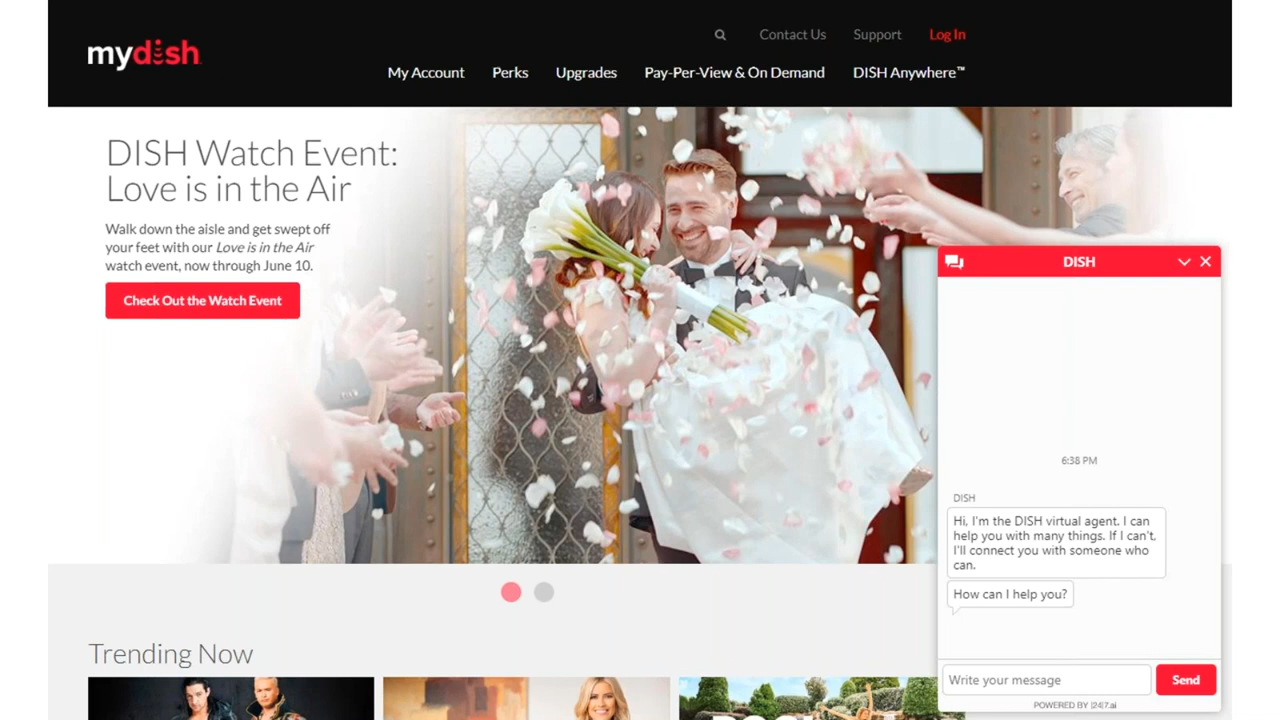 mydish
Contact Us
Support
Log In
My Account
Perks
Upgrades
Pay-Per-View & On Demand
DISH Anywhere™
DISH Watch Event:
Love is in the Air
Walk down the aisle and get swept off
your feet with our Love is in the Air
watch event, now through June 10.
Check Out the Watch Event
DISH
6:38 PM
DISH
Hi, I'm the DISH virtual agent. I can
help you with many things. If I can't,
I'll connect you with someone who
can.
How can I help you?
Write your message
Send
POWERED BY [24]7.ai
Trending Now